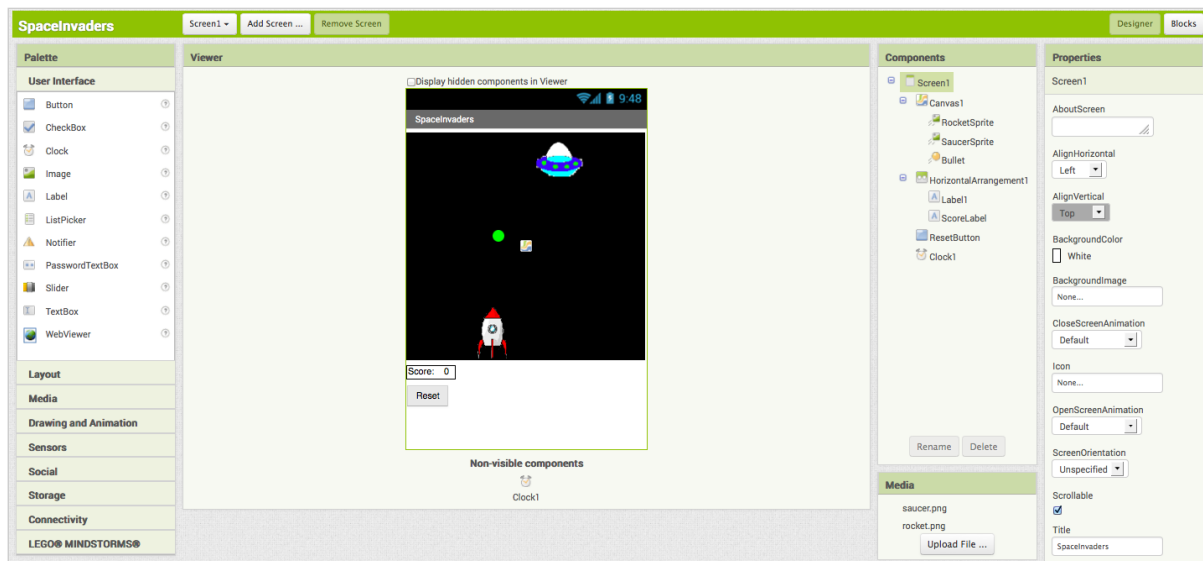 SpaceInvaders
Screen1
Add Screen ...
Remove Screen
Designer
Blocks
Palette
User Interface
Button
CheckBox
Clock
Image
Label
ListPicker
Notifier
PasswordTextBox
Slider
TextBox
WebViewer
Layout
Media
Drawing and Animation
Sensors
Social
Storage
Connectivity
LEGO® MINDSTORMS®
Viewer
Display hidden components in Viewer
9:48
SpaceInvaders
Score: 0
Reset
Non-visible components
Clock1
Components
Screen1
Canvas1
RocketSprite
SaucerSprite
Bullet
HorizontalArrangement1
Label1
ScoreLabel
ResetButton
Clock1
Rename Delete
Media
saucer.png
rocket.png
Upload File ...
Properties
Screen1
AboutScreen
AlignHorizontal
Left
AlignVertical
Top
BackgroundColor
White
BackgroundImage
None...
CloseScreenAnimation
Default
Icon
None...
OpenScreenAnimation
Default
ScreenOrientation
Unspecified
Scrollable
Title
SpaceInvaders